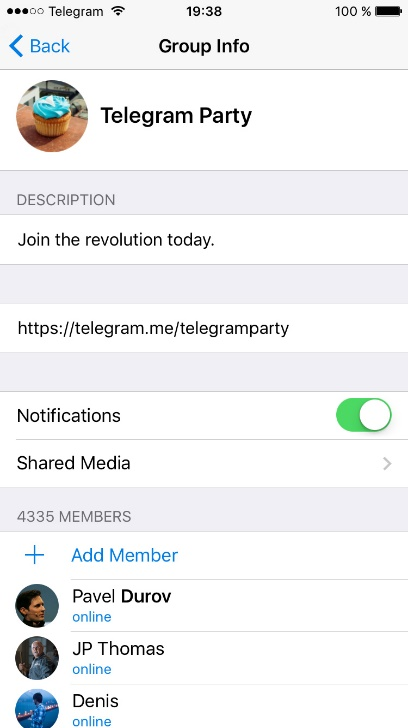 Telegram 19:38 100 %
Back Group Info
Telegram Party
DESCRIPTION
Join the revolution today.
https://telegram.me/telegramparty
Notifications
Shared Media
4335 MEMBERS
+ Add Member
Pavel Durov
online
JP Thomas
online
Denis
online